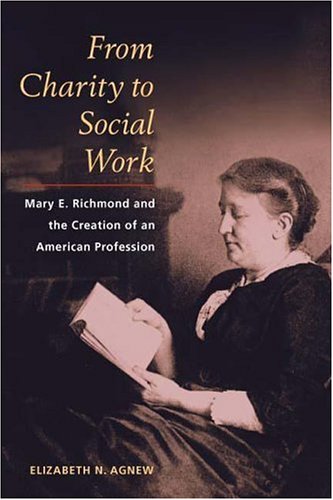 From
Charity to
Social
Work
Mary E. Richmond and
the Creation of an
American Profession
Elizabeth N. Agnew